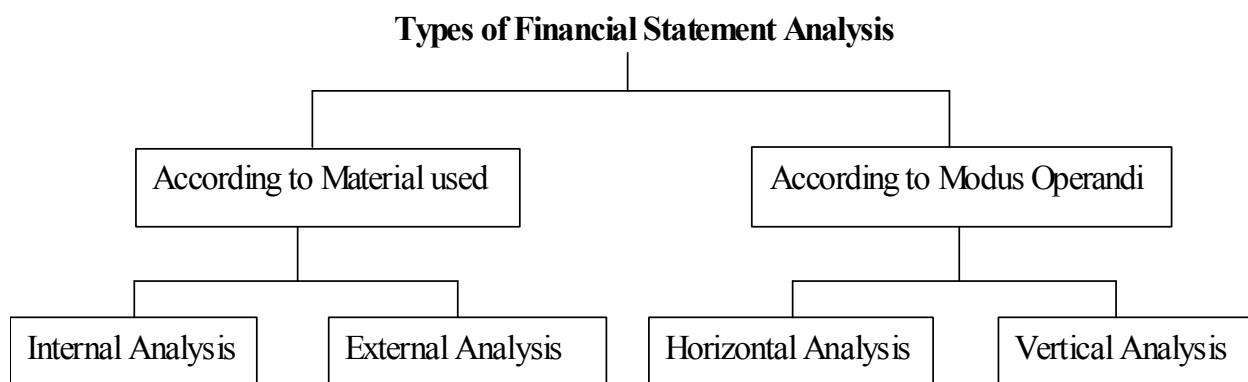 Types of Financial Statement Analysis
According to Material used
According to Modus Operandi
Internal Analysis
External Analysis
Horizontal Analysis
Vertical Analysis